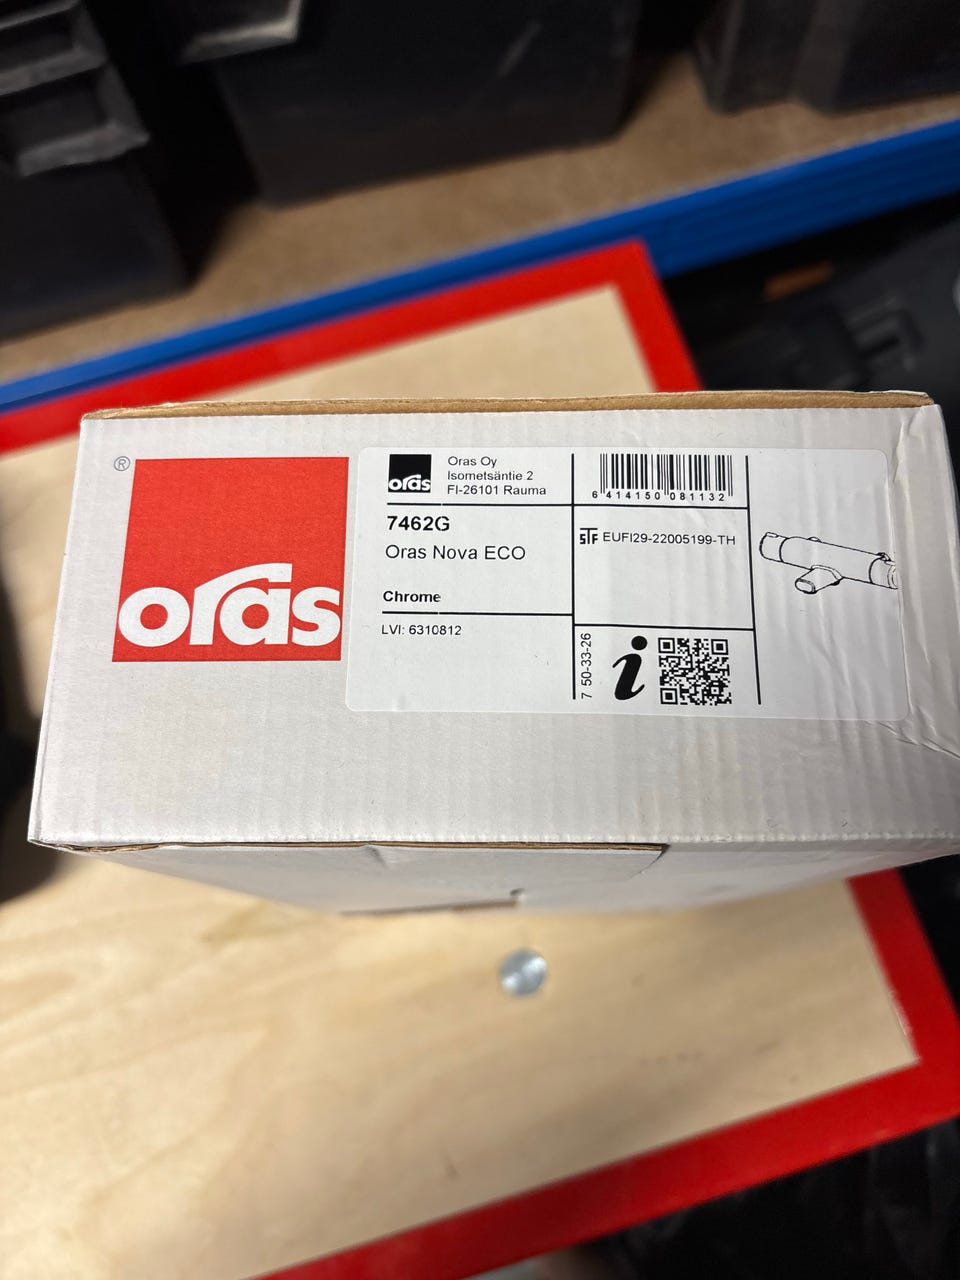 ®
oras
oras
Oras Oy
Isometsäntie 2
FI-26101 Rauma
7462G
Oras Nova ECO
Chrome
LVI: 6310812
6 414150 081132
STF EUFI29-22005199-TH
7 50-33-26
i